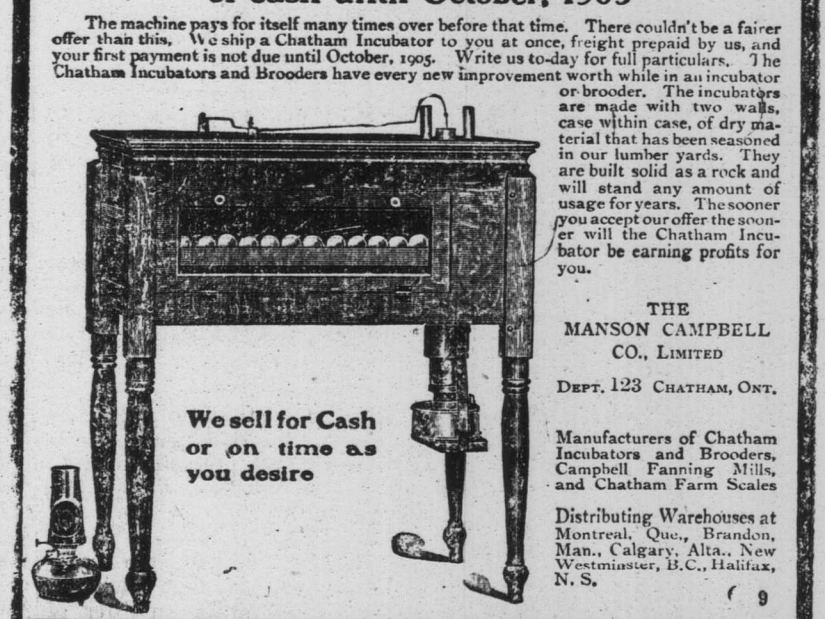 or cash until October, 1905
The machine pays for itself many times over before that time. There couldn't be a fairer
offer than this. We ship a Chatham Incubator to you at once, freight prepaid by us, and
your first payment is not due until October, 1905. Write us to-day for full particulars. The
Chatham Incubators and Brooders have every new improvement worth while in an incubator
or brooder. The incubators
are made with two walls,
case within case, of dry ma-
terial that has been seasoned
in our lumber yards. They
are built solid as a rock and
will stand any amount of
usage for years. The sooner
you accept our offer the soon-
er will the Chatham Incu-
bator be earning profits for
you.
THE
MANSON CAMPBELL
CO., LIMITED
DEPT. 123 CHATHAM, ONT.
We sell for Cash
or on time as
you desire
Manufacturers of Chatham
Incubators and Brooders,
Campbell Fanning Mills,
and Chatham Farm Scales
Distributing Warehouses at
Montreal, Que., Brandon,
Man., Calgary, Alta., New
Westminster, B.C., Halifax,
N. S.
9